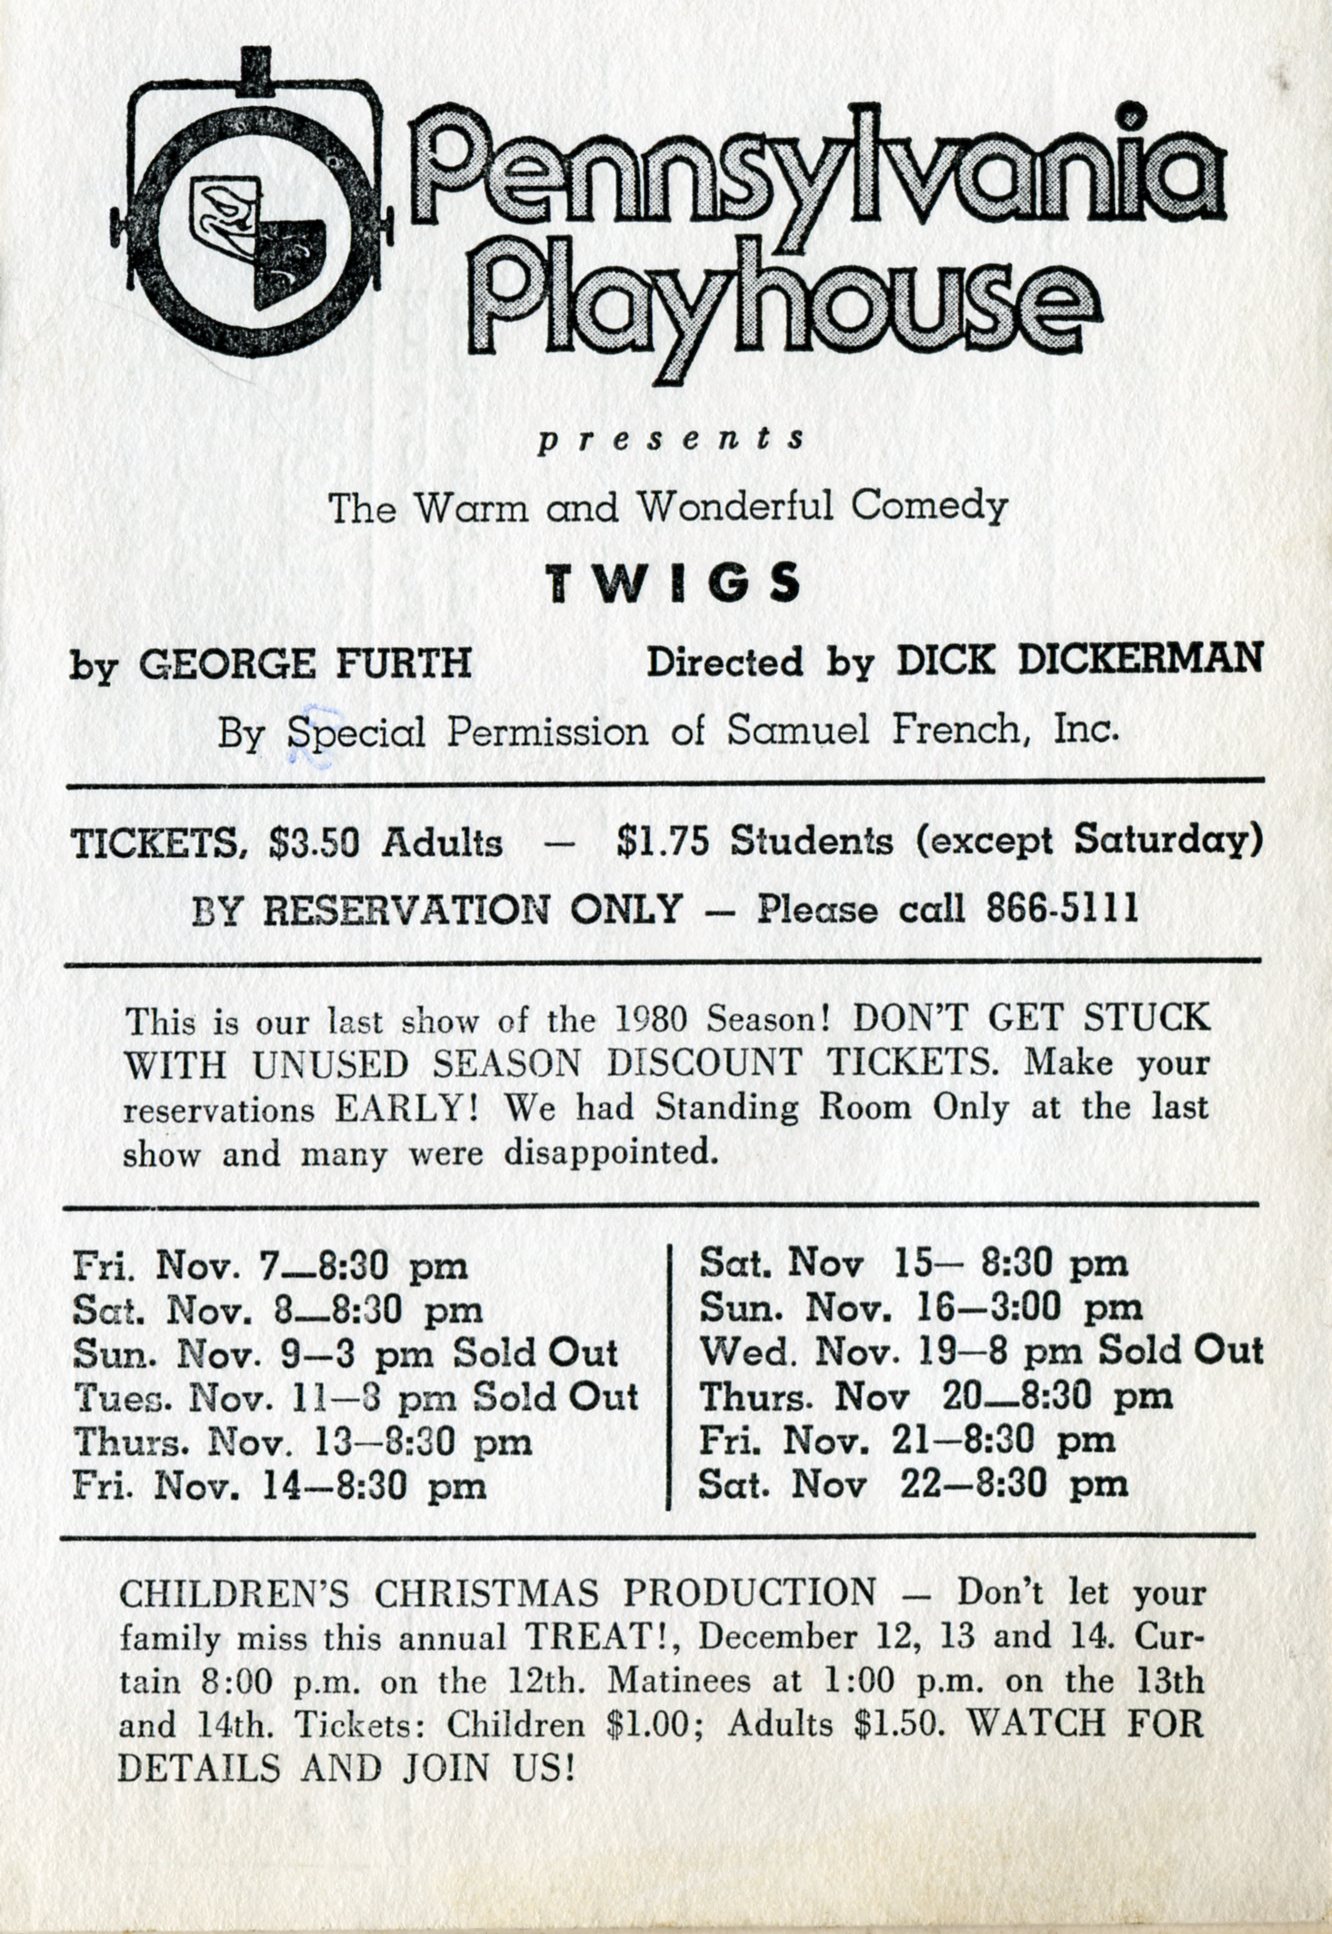 Pennsylvania
Playhouse
presents
The Warm and Wonderful Comedy
TWIGS
by GEORGE FURTH Directed by DICK DICKERMAN
By Special Permission of Samuel French, Inc.
TICKETS, $3.50 Adults — $1.75 Students (except Saturday)
BY RESERVATION ONLY — Please call 866-5111
This is our last show of the 1980 Season! DON'T GET STUCK
WITH UNUSED SEASON DISCOUNT TICKETS. Make your
reservations EARLY! We had Standing Room Only at the last
show and many were disappointed.
Fri. Nov. 7—8:30 pm
Sat. Nov. 8—8:30 pm
Sun. Nov. 9—3 pm Sold Out
Tues. Nov. 11—8 pm Sold Out
Thurs. Nov. 13—8:30 pm
Fri. Nov. 14—8:30 pm
Sat. Nov 15— 8:30 pm
Sun. Nov. 16—3:00 pm
Wed. Nov. 19—8 pm Sold Out
Thurs. Nov 20—8:30 pm
Fri. Nov. 21—8:30 pm
Sat. Nov 22—8:30 pm
CHILDREN'S CHRISTMAS PRODUCTION — Don't let your
family miss this annual TREAT!, December 12, 13 and 14. Cur-
tain 8:00 p.m. on the 12th. Matinees at 1:00 p.m. on the 13th
and 14th. Tickets: Children $1.00; Adults $1.50. WATCH FOR
DETAILS AND JOIN US!